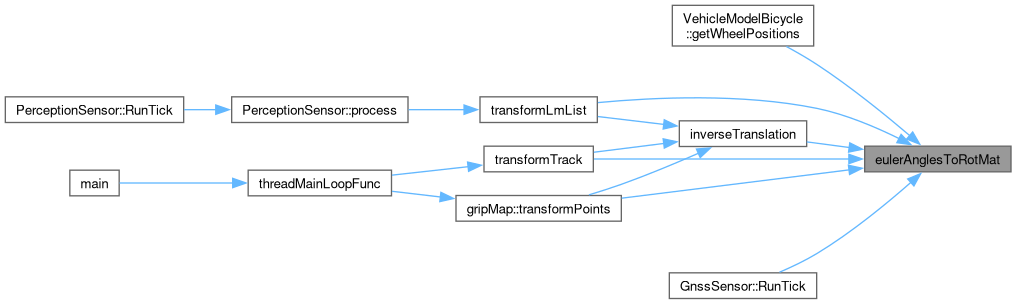 VehicleModelBicycle
::getWheelPositions
PerceptionSensor::RunTick
PerceptionSensor::process
transformLmList
inverseTranslation
eulerAnglesToRotMat
transformTrack
main
threadMainLoopFunc
gripMap::transformPoints
GnssSensor::RunTick